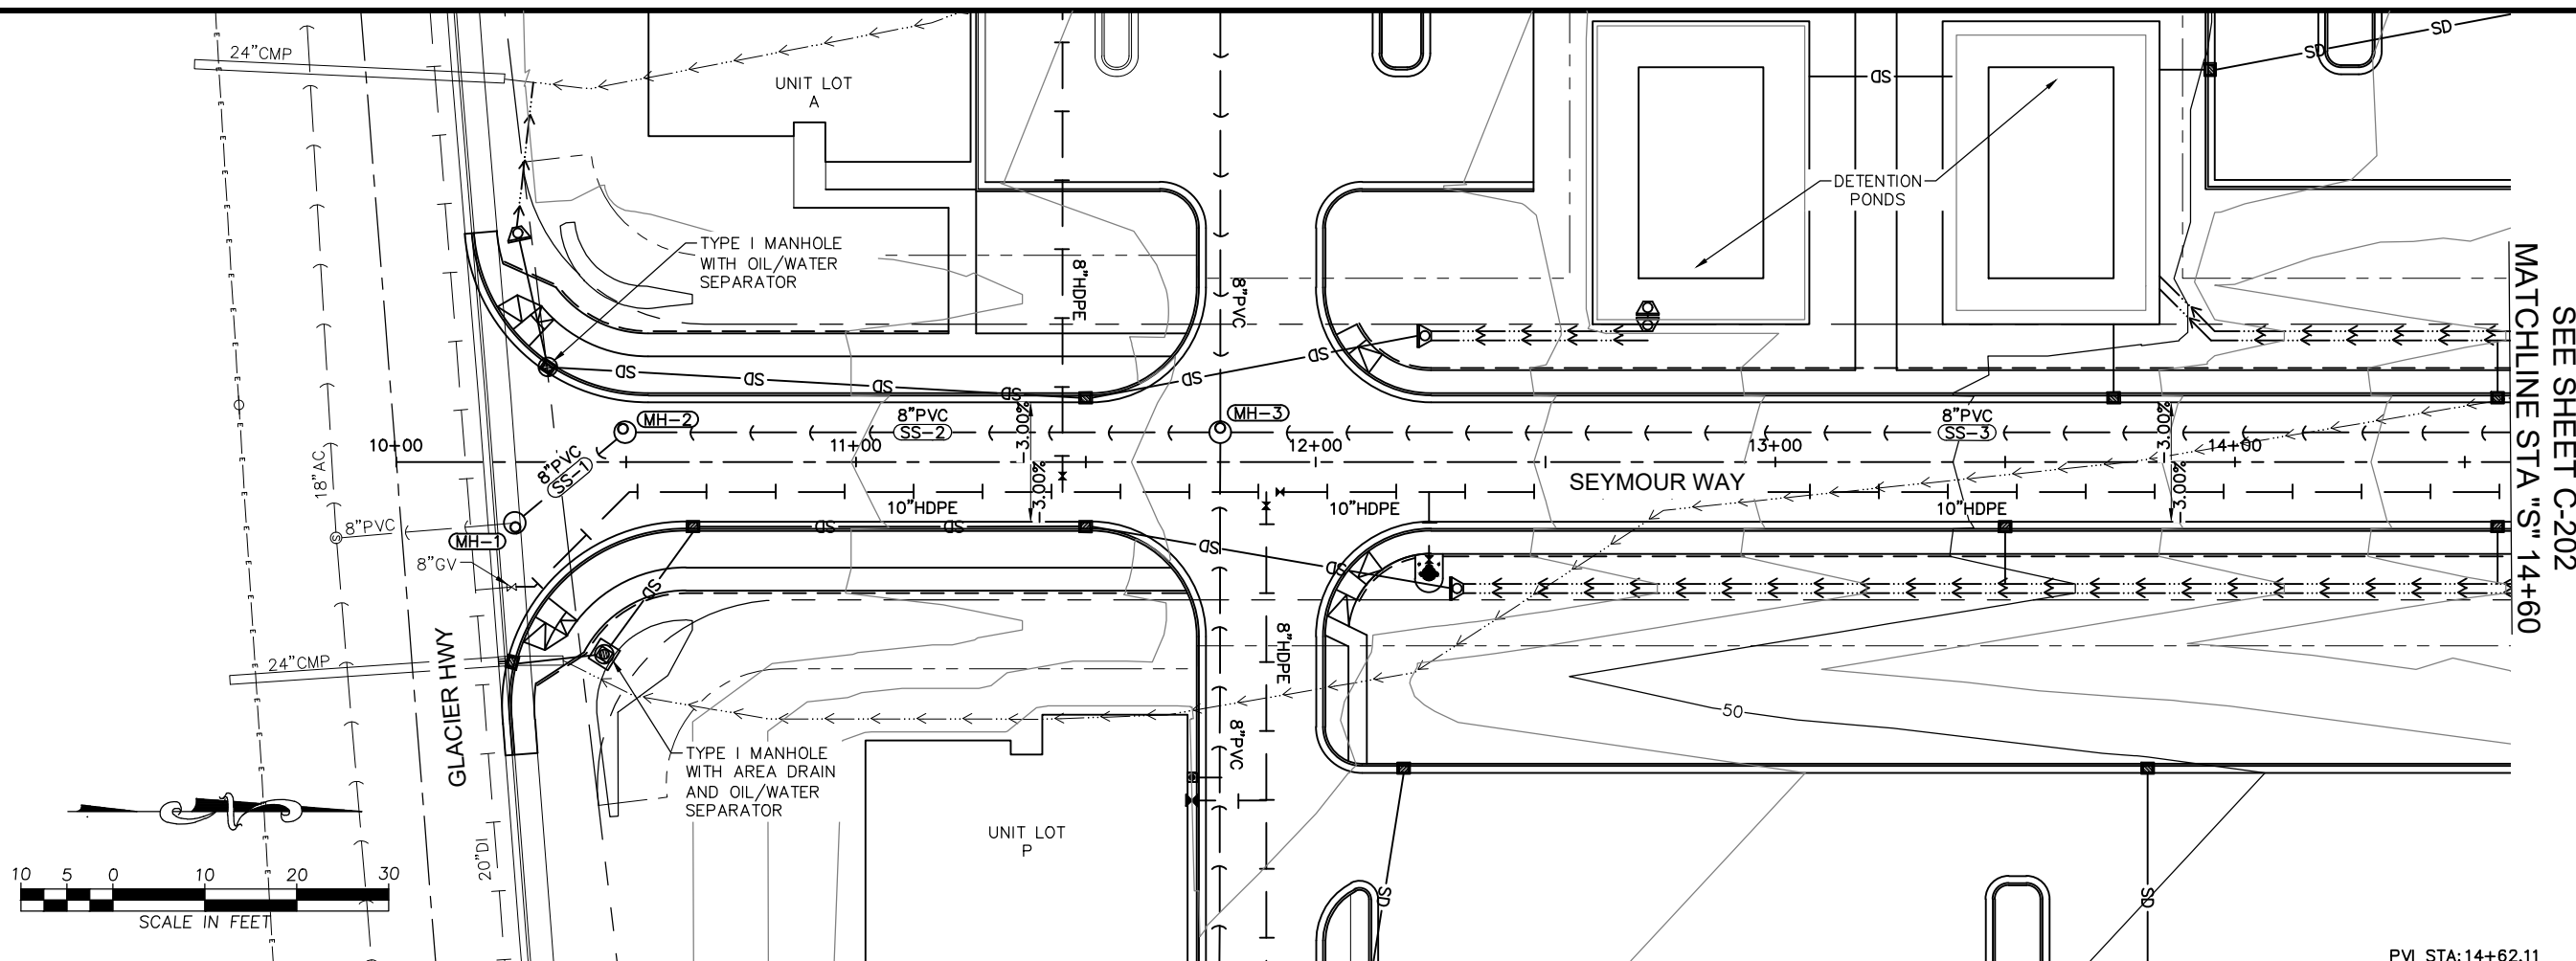 24"CMP
UNIT LOT
A
SD
SD
SD
SD
DETENTION
PONDS
TYPE I MANHOLE
WITH OIL/WATER
SEPARATOR
8"HDPE
8"PVC
SD
SD
SD
SD
SD
SD
MH-2
8"PVC
SS-2
MH-3
8"PVC
SS-3
-3.00%
-3.00%
10+00
11+00
12+00
13+00
14+00
18"AC
8"PVC
SS-1
SEYMOUR WAY
-3.00%
-3.00%
10"HDPE
10"HDPE
10"HDPE
8"PVC
S
MH-1
SD
SD
SD
SD
8"GV
SD
24"CMP
GLACIER HWY
8"HDPE
8"PVC
50
TYPE I MANHOLE
WITH AREA DRAIN
AND OIL/WATER
SEPARATOR
UNIT LOT
P
20"DI
SD
SD
10 5 0 10 20 30
SCALE IN FEET
SEE SHEET C-202
MATCHLINE STA "S" 14+60
PVI STA:14+62.11